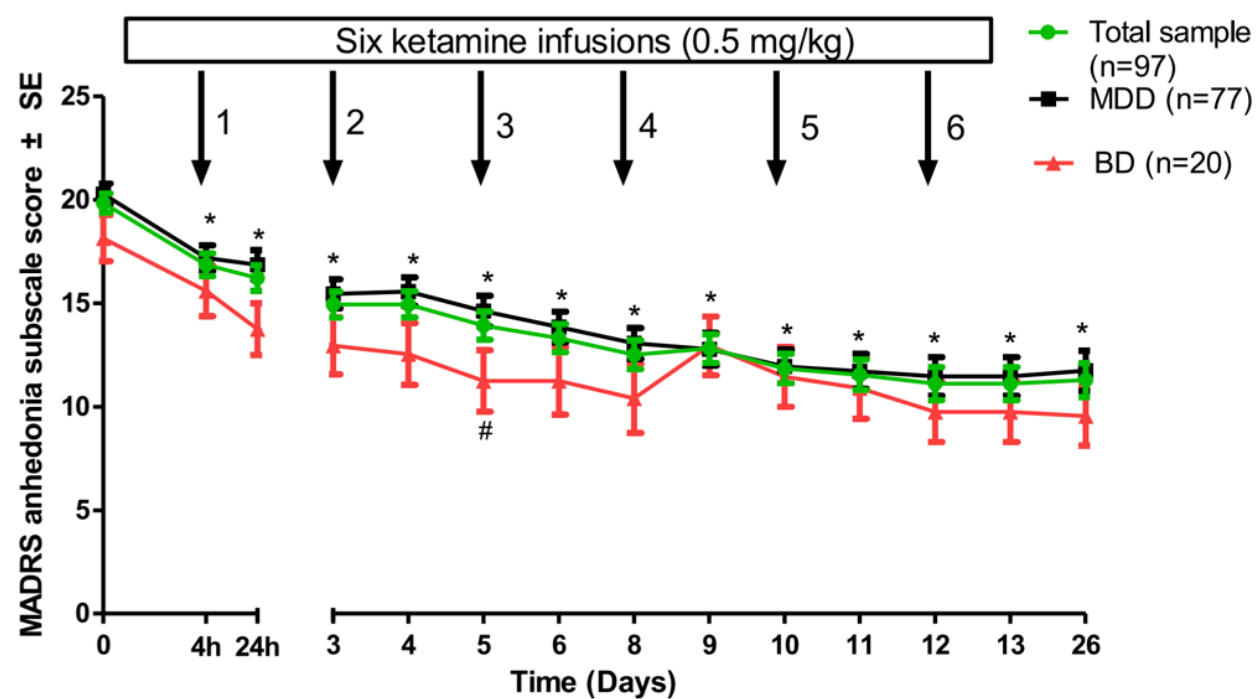 Six ketamine infusions (0.5 mg/kg)
Total sample
(n=97)
MDD (n=77)
BD (n=20)
MADRS anhedonia subscale score ± SE
25
20
15
10
5
0
1
2
3
4
5
6
* * * * * * * * * * * * *
#
0 4h 24h 3 4 5 6 8 9 10 11 12 13 26
Time (Days)